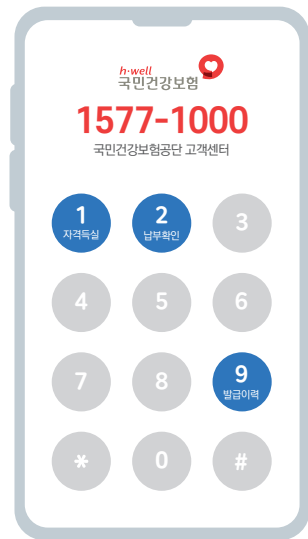 h·well
국민건강보험
1577-1000
국민건강보험공단 고객센터
1 2 3
자격득실 납부확인
4 5 6
7 8 9
발급이력
* 0 #